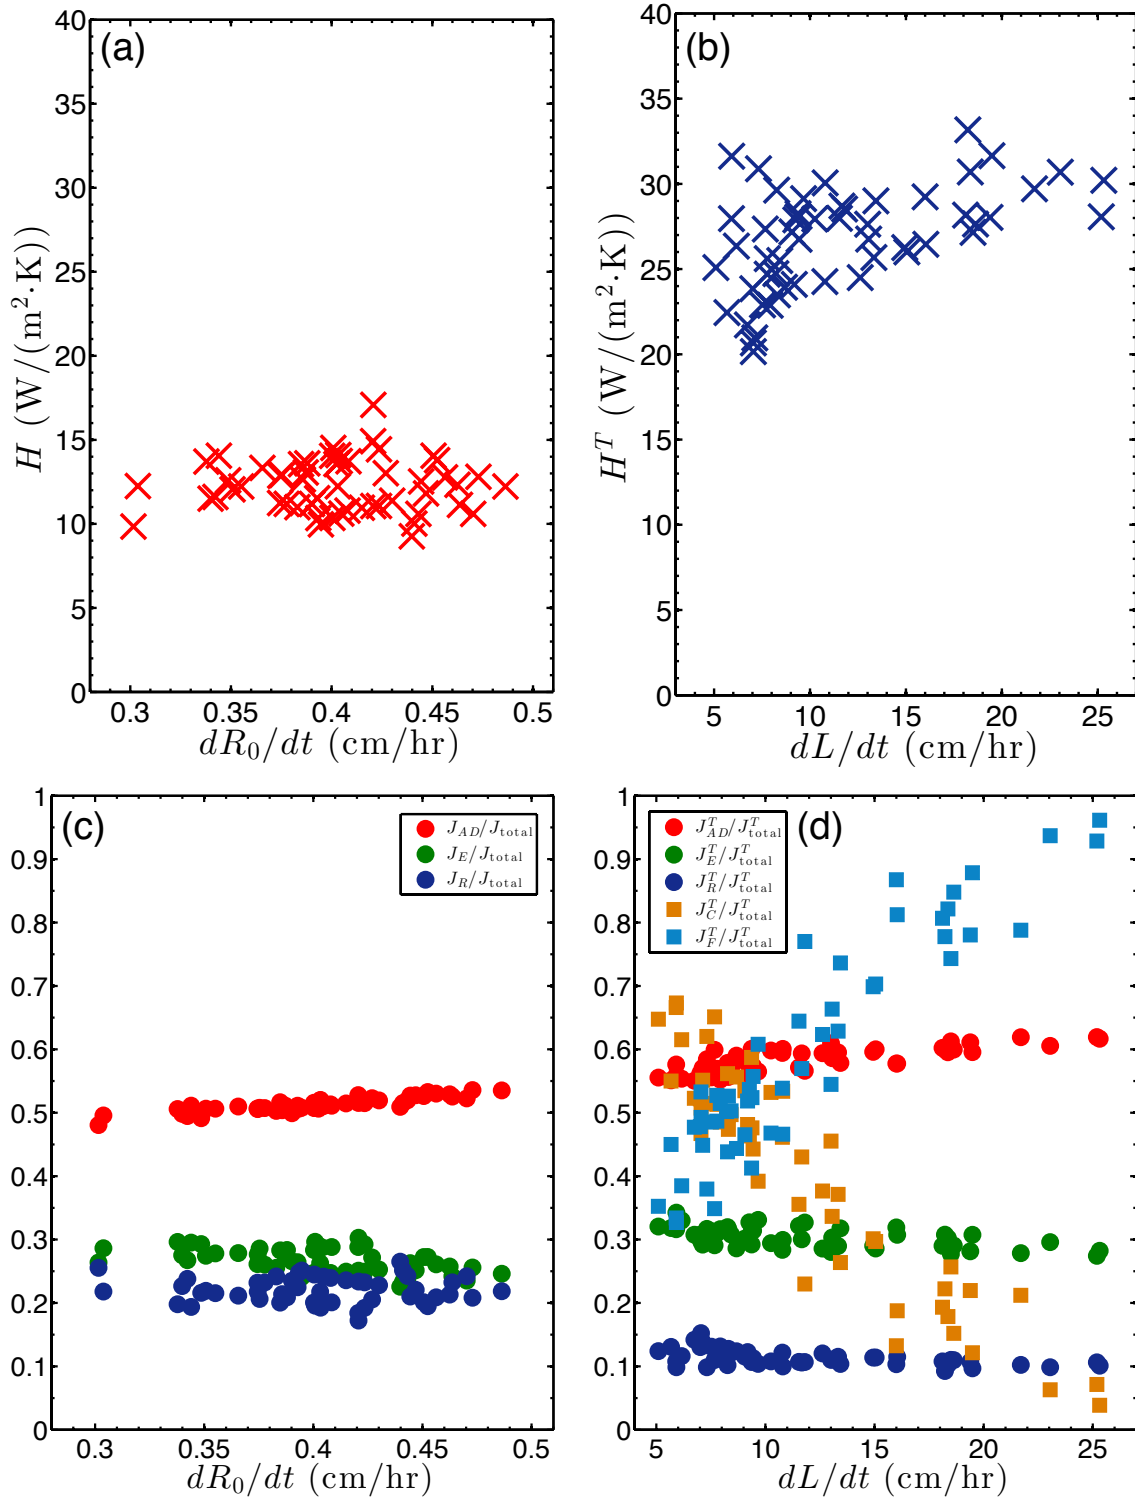 (a)
40
35
30
25
20
15
10
5
0
H (W/(m²·K))
0.3 0.35 0.4 0.45 0.5
dR₀/dt (cm/hr)
(b)
40
35
30
25
20
15
10
5
0
Hᵀ (W/(m²·K))
5 10 15 20 25
dL/dt (cm/hr)
(c)
1
0.9
0.8
0.7
0.6
0.5
0.4
0.3
0.2
0.1
0
J_AD/J_total
J_E/J_total
J_R/J_total
0.3 0.35 0.4 0.45 0.5
dR₀/dt (cm/hr)
(d)
1
0.9
0.8
0.7
0.6
0.5
0.4
0.3
0.2
0.1
0
J^T_AD/J^T_total
J^T_E/J^T_total
J^T_R/J^T_total
J^T_C/J^T_total
J^T_F/J^T_total
5 10 15 20 25
dL/dt (cm/hr)